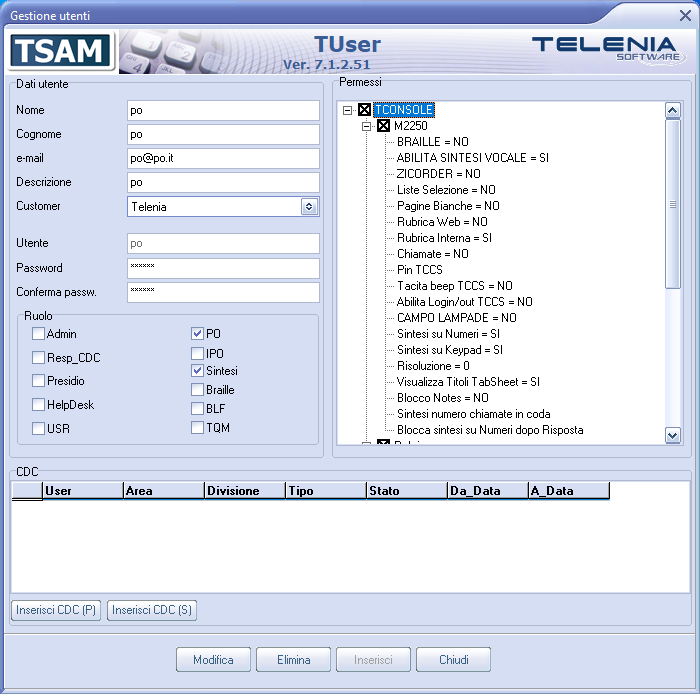 Gestione utenti
TSAM
TUser
Ver. 7.1.2.51
TELENIA
SOFTWARE
Dati utente
Nome
po
Cognome
po
e-mail
po@po.it
Descrizione
po
Customer
Telenia
Utente
po
Password
******
Conferma passw.
******
Ruolo
Admin
Resp_CDC
Presidio
HelpDesk
USR
PO
IPO
Sintesi
Braille
BLF
TQM
Permessi
TCONSOLE
M2250
BRAILLE = NO
ABILITA SINTESI VOCALE = SI
ZICORDER = NO
Liste Selezione = NO
Pagine Bianche = NO
Rubrica Web = NO
Rubrica Interna = SI
Chiamate = NO
Pin TCCS
Tacita beep TCCS = NO
Abilita Login/out TCCS = NO
CAMPO LAMPADE = NO
Sintesi su Numeri = SI
Sintesi su Keypad = SI
Risoluzione = 0
Visualizza Titoli TabSheet = SI
Blocco Notes = NO
Sintesi numero chiamate in coda
Blocca sintesi su Numeri dopo Risposta
CDC
User Area Divisione Tipo Stato Da_Data A_Data
Inserisci CDC (P) Inserisci CDC (S)
Modifica Elimina Inserisci Chiudi